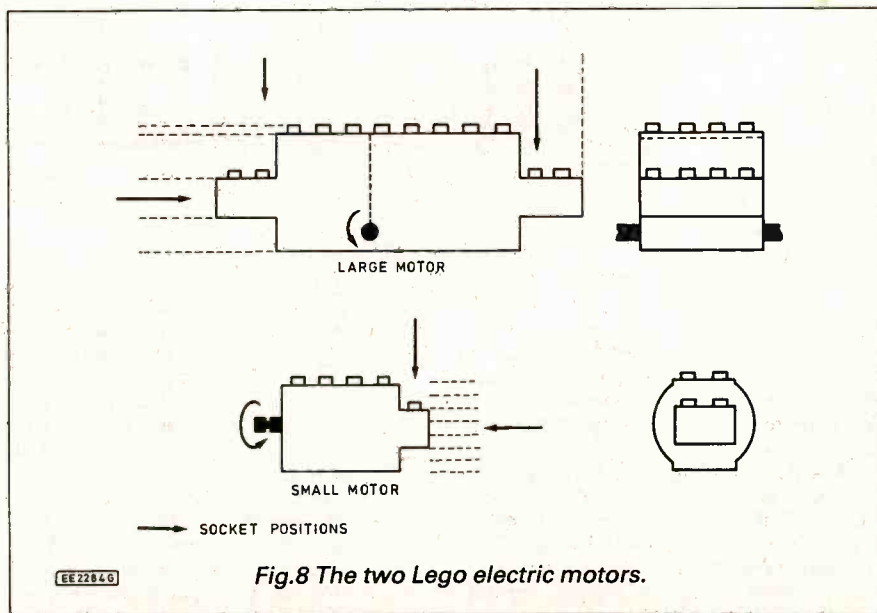 LARGE MOTOR
SMALL MOTOR
SOCKET POSITIONS
EE2284G
Fig.8 The two Lego electric motors.